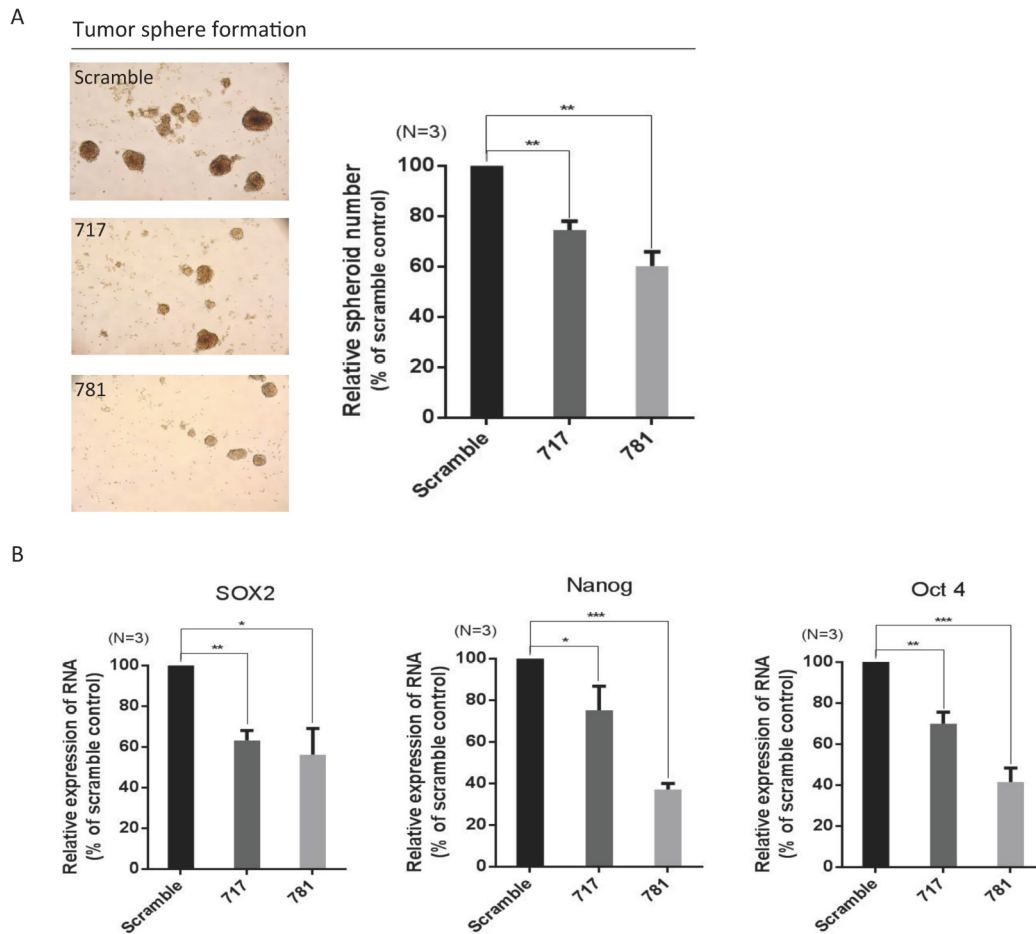 A
Tumor sphere formation
Scramble
717
781
(N=3)
**
**
Relative spheroid number
(% of scramble control)
100
80
60
40
20
0
Scramble
717
781
B
SOX2
(N=3)
*
**
Relative expression of RNA
(% of scramble control)
100
80
60
40
20
0
Scramble
717
781
Nanog
(N=3)
***
*
Relative expression of RNA
(% of scramble control)
100
80
60
40
20
0
Scramble
717
781
Oct 4
(N=3)
***
**
Relative expression of RNA
(% of scramble control)
100
80
60
40
20
0
Scramble
717
781